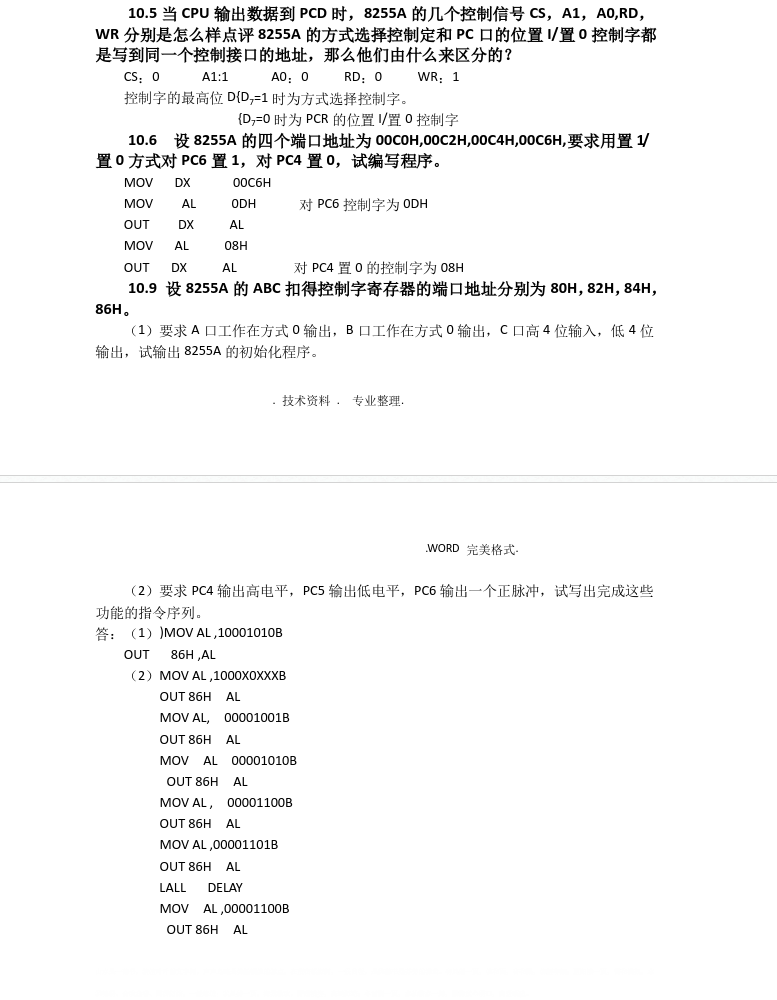 10.5 当 CPU 输出数据到 PCD 时，8255A 的几个控制信号 CS，A1，A0,RD，
WR 分别是怎么样点评 8255A 的方式选择控制定和 PC 口的位置 I/置 0 控制字都
是写到同一个控制接口的地址，那么他们由什么来区分的？
CS：0 A1:1 A0：0 RD：0 WR：1
控制字的最高位 D{D7=1 时为方式选择控制字。
{D7=0 时为 PCR 的位置 I/置 0 控制字
10.6 设 8255A 的四个端口地址为 00C0H,00C2H,00C4H,00C6H,要求用置 1/
置 0 方式对 PC6 置 1，对 PC4 置 0，试编写程序。
MOV DX 00C6H
MOV AL 0DH 对 PC6 控制字为 0DH
OUT DX AL
MOV AL 08H
OUT DX AL 对 PC4 置 0 的控制字为 08H
10.9 设 8255A 的 ABC 扣得控制字寄存器的端口地址分别为 80H，82H，84H，
86H。
（1）要求 A 口工作在方式 0 输出，B 口工作在方式 0 输出，C 口高 4 位输入，低 4 位
输出，试输出 8255A 的初始化程序。
. 技术资料 . 专业整理.
.WORD 完美格式.
（2）要求 PC4 输出高电平，PC5 输出低电平，PC6 输出一个正脉冲，试写出完成这些
功能的指令序列。
答：（1）)MOV AL ,10001010B
OUT 86H ,AL
（2）MOV AL ,1000X0XXXB
OUT 86H AL
MOV AL, 00001001B
OUT 86H AL
MOV AL 00001010B
OUT 86H AL
MOV AL , 00001100B
OUT 86H AL
MOV AL ,00001101B
OUT 86H AL
LALL DELAY
MOV AL ,00001100B
OUT 86H AL